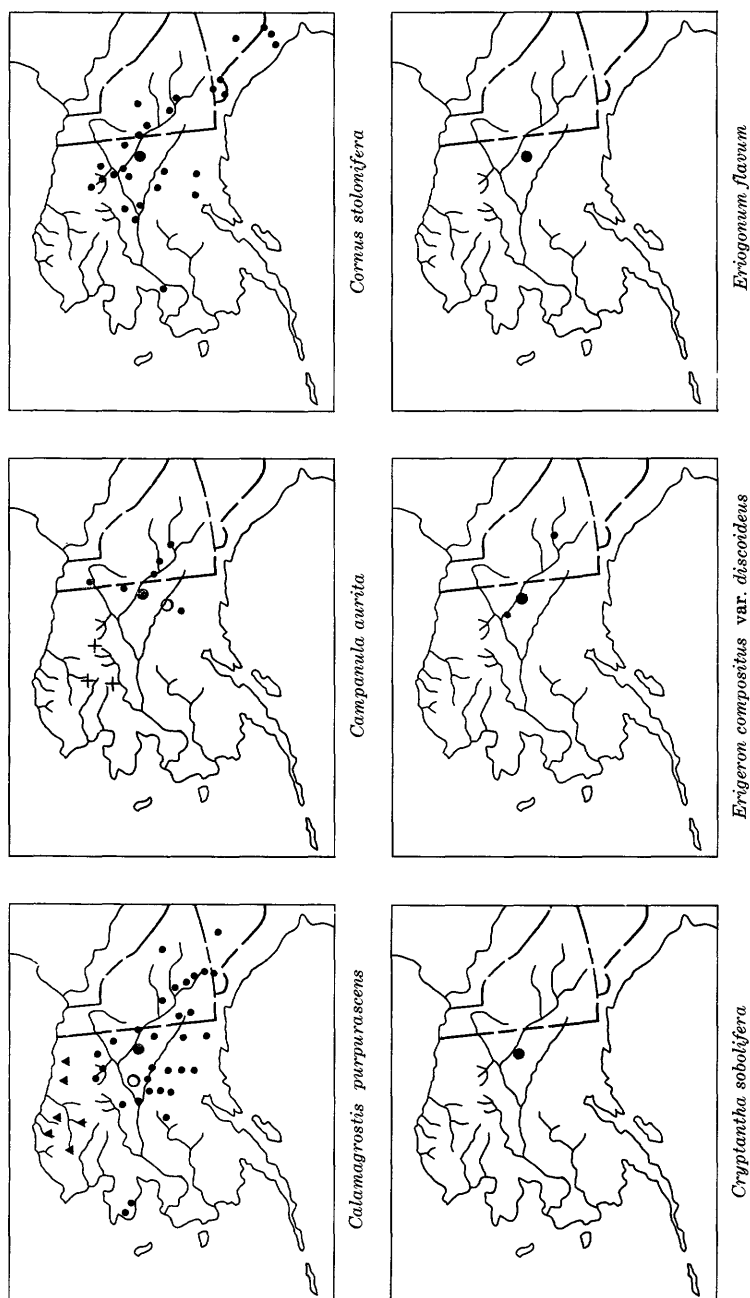 Calamagrostis purpurascens
Campanula aurita
Cornus stolonifera
Cryptantha sobolifera
Erigeron compositus var. discoideus
Eriogonum flavum